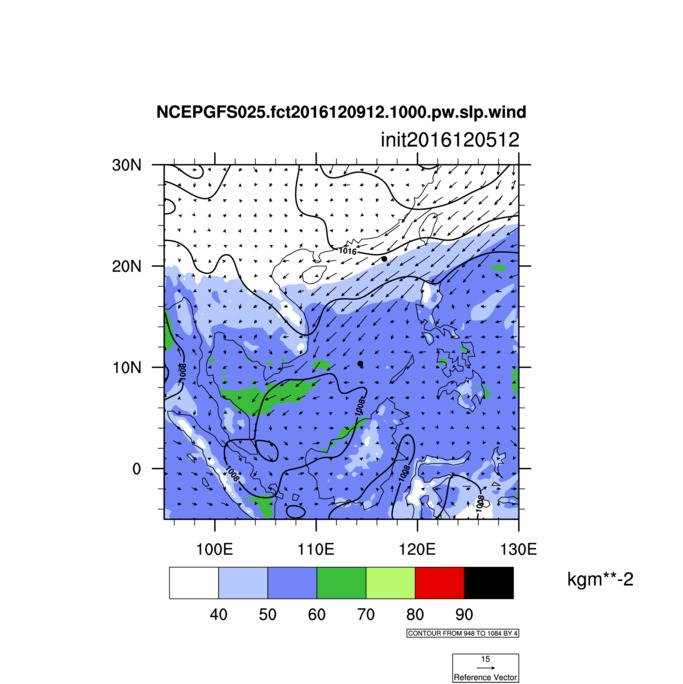 NCEPGFS025.fct2016120912.1000.pw.slp.wind
init2016120512
30N
1016
20N
1008
10N
1008
0
1008
1008
1008
100E 110E 120E 130E
kgm**-2
40 50 60 70 80 90
CONTOUR FROM 948 TO 1084 BY 4
15
Reference Vector